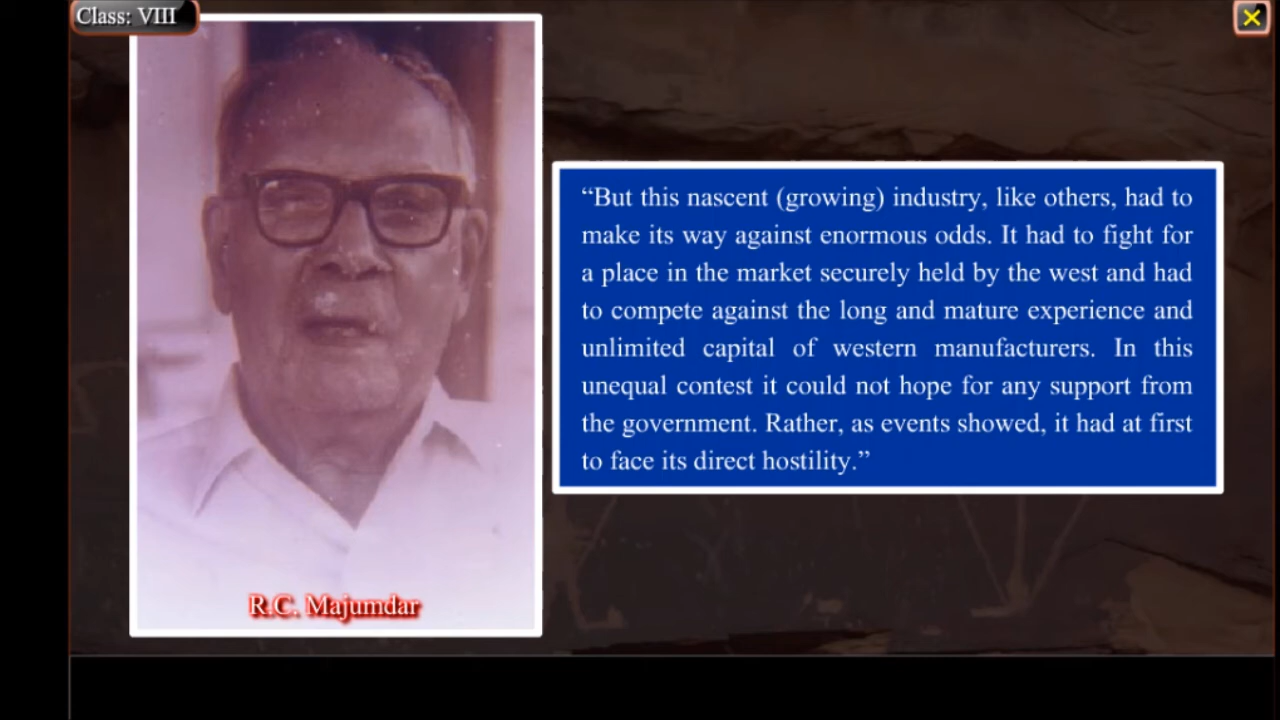 Class: VIII
“But this nascent (growing) industry, like others, had to
make its way against enormous odds. It had to fight for
a place in the market securely held by the west and had
to compete against the long and mature experience and
unlimited capital of western manufacturers. In this
unequal contest it could not hope for any support from
the government. Rather, as events showed, it had at first
to face its direct hostility.”
R.C. Majumdar